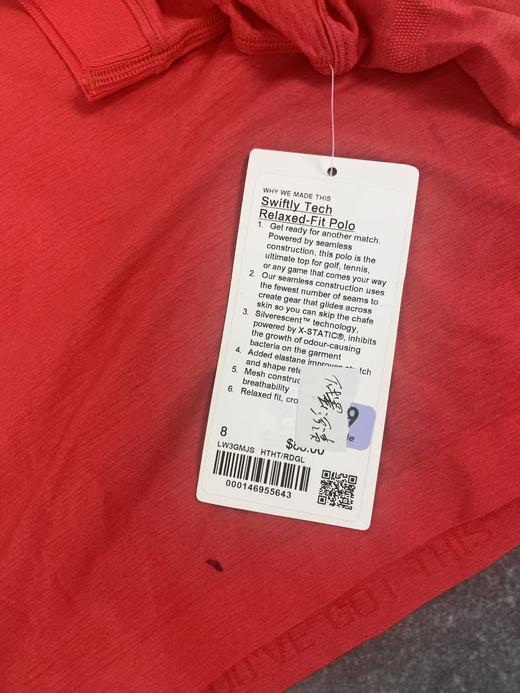 WHY WE MADE THIS
Swiftly Tech
Relaxed-Fit Polo
1. Get ready for another match.
Powered by seamless
construction, this polo is the
ultimate top for golf, tennis,
or any game that comes your way
2. Our seamless construction uses
the fewest number of seams to
create gear that glides across
skin so you can skip the chafe
3. Silverescent™ technology,
powered by X-STATIC®, inhibits
the growth of odour-causing
bacteria on the garment
4. Added elastane improves
and shape
5. Mesh
breathability
6. Relaxed fit,
8
LW3GMJS HTHT/RDGL
000146955643
9
GOT THIS